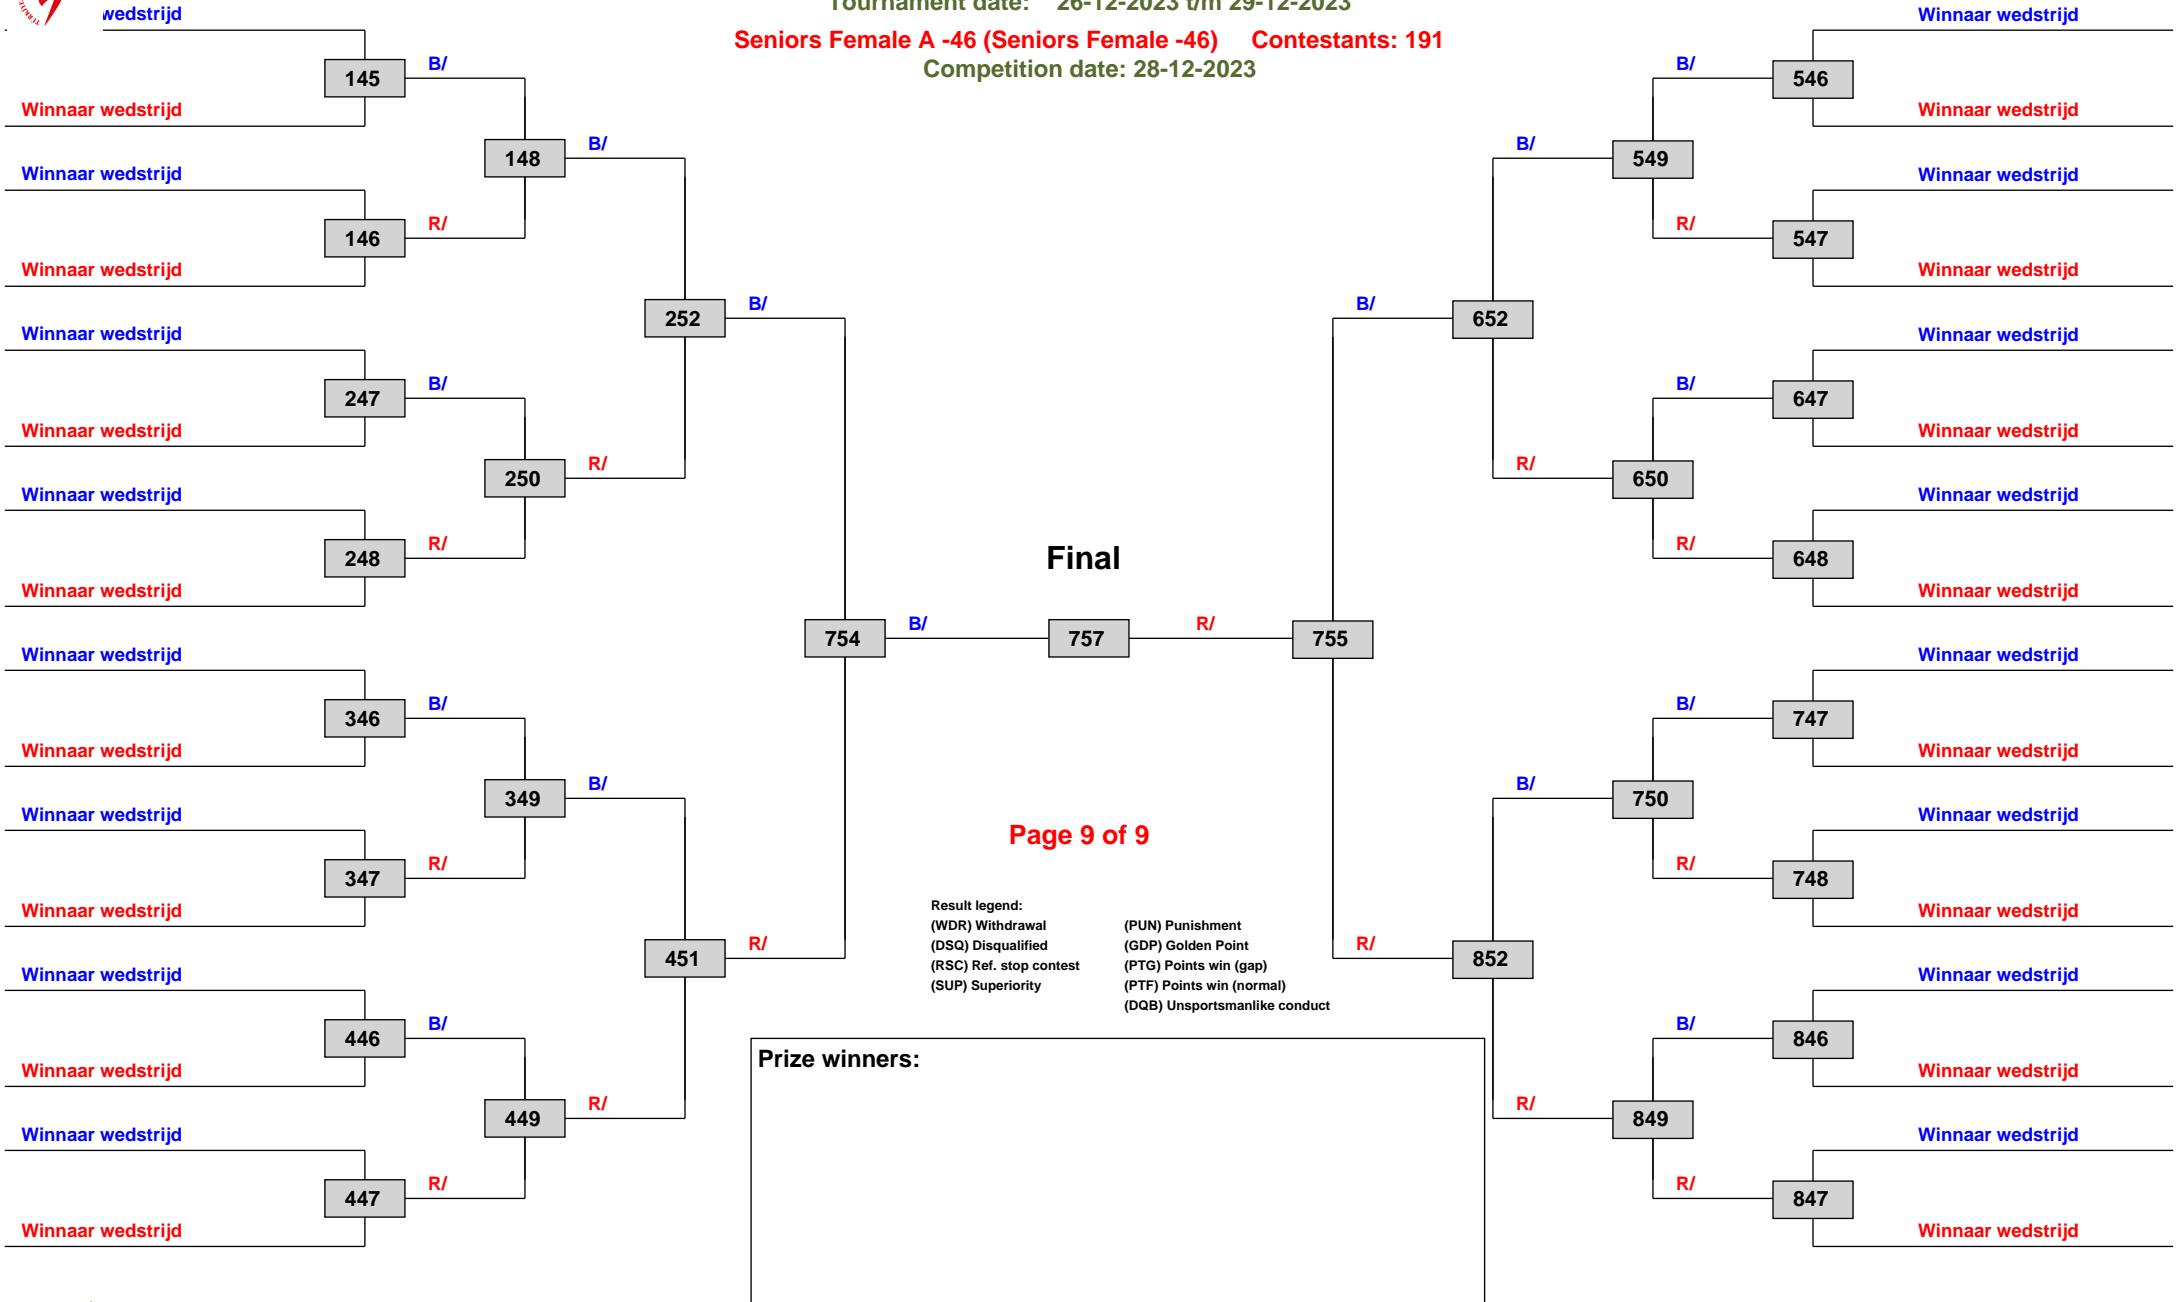 Tournament date: 26-12-2023 t/m 29-12-2023
Seniors Female A -46 (Seniors Female -46) Contestants: 191
Competition date: 28-12-2023
wedstrijd
145
B/
Winnaar wedstrijd
148
B/
Winnaar wedstrijd
146
R/
Winnaar wedstrijd
252
B/
Winnaar wedstrijd
247
B/
Winnaar wedstrijd
250
R/
Winnaar wedstrijd
248
R/
Winnaar wedstrijd
754
B/
Winnaar wedstrijd
346
B/
Winnaar wedstrijd
349
B/
Winnaar wedstrijd
347
R/
Winnaar wedstrijd
451
R/
Winnaar wedstrijd
446
B/
Winnaar wedstrijd
449
R/
Winnaar wedstrijd
447
R/
Winnaar wedstrijd
Final
757
R/
755
Winnaar wedstrijd
B/
546
Winnaar wedstrijd
B/
549
Winnaar wedstrijd
R/
547
Winnaar wedstrijd
B/
652
Winnaar wedstrijd
B/
647
Winnaar wedstrijd
R/
650
Winnaar wedstrijd
R/
648
Winnaar wedstrijd
Winnaar wedstrijd
B/
747
Winnaar wedstrijd
B/
750
Winnaar wedstrijd
R/
748
Winnaar wedstrijd
R/
852
Winnaar wedstrijd
B/
846
Winnaar wedstrijd
R/
849
Winnaar wedstrijd
R/
847
Winnaar wedstrijd
Page 9 of 9
Result legend:
(WDR) Withdrawal (PUN) Punishment
(DSQ) Disqualified (GDP) Golden Point
(RSC) Ref. stop contest (PTG) Points win (gap)
(SUP) Superiority (PTF) Points win (normal)
(DQB) Unsportsmanlike conduct
Prize winners: